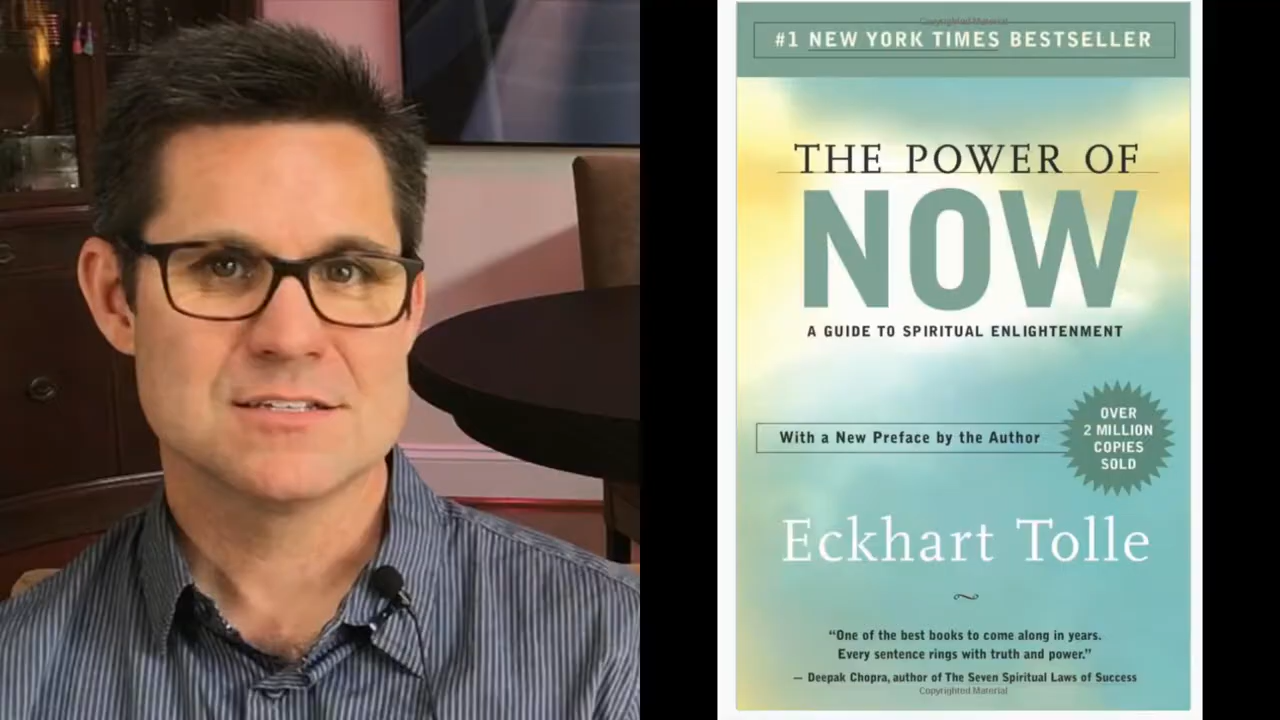 Copyrighted Material
#1 NEW YORK TIMES BESTSELLER
THE POWER OF
NOW
A GUIDE TO SPIRITUAL ENLIGHTENMENT
With a New Preface by the Author
OVER
2 MILLION
COPIES
SOLD
Eckhart Tolle
“One of the best books to come along in years.
Every sentence rings with truth and power.”
— Deepak Chopra, author of The Seven Spiritual Laws of Success
Copyrighted Material